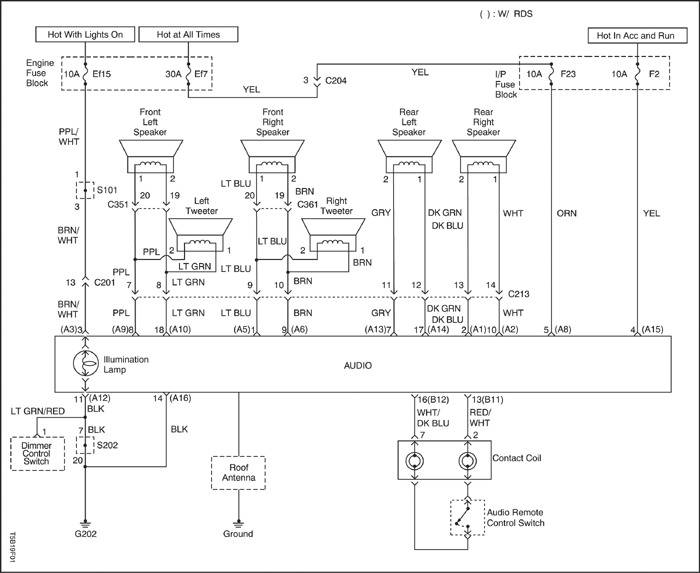 ( ) : W/ RDS
Hot With Lights On
Hot at All Times
Hot In Acc and Run
Engine
Fuse
Block
10A Ef15
30A Ef7
YEL
3 C204
YEL
I/P
Fuse
Block
10A F23
10A F2
PPL/
WHT
Front
Left
Speaker
Front
Right
Speaker
Rear
Left
Speaker
Rear
Right
Speaker
1 2
1 2
2 1
2 1
1
S101
3
20 19
C351
LT BLU
20 19
BRN
C361
Left
Tweeter
Right
Tweeter
GRY
DK GRN
DK BLU
WHT
ORN
YEL
BRN/
WHT
PPL
2 1
LT BLU
2 1
PPL
LT GRN
LT BLU
BRN
13 C201
7
8
LT GRN
9
10
BRN
11
12
13
14
C213
BRN/
WHT
PPL
LT GRN
LT BLU
BRN
GRY
DK GRN
DK BLU
WHT
(A3)3
(A9)8
18 (A10)
(A5)1
9 (A6)
(A13)7
17(A14)
2(A1)
10(A2)
5 (A8)
4 (A15)
Illumination
Lamp
AUDIO
11 (A12)
14 (A16)
16(B12)
13(B11)
LT GRN/RED
BLK
WHT/
DK BLU
RED/
WHT
1
7 BLK
BLK
7
2
Dimmer
Control
Switch
S202
20
Roof
Antenna
Contact Coil
Audio Remote
Control Switch
G202
Ground
TSB19F01